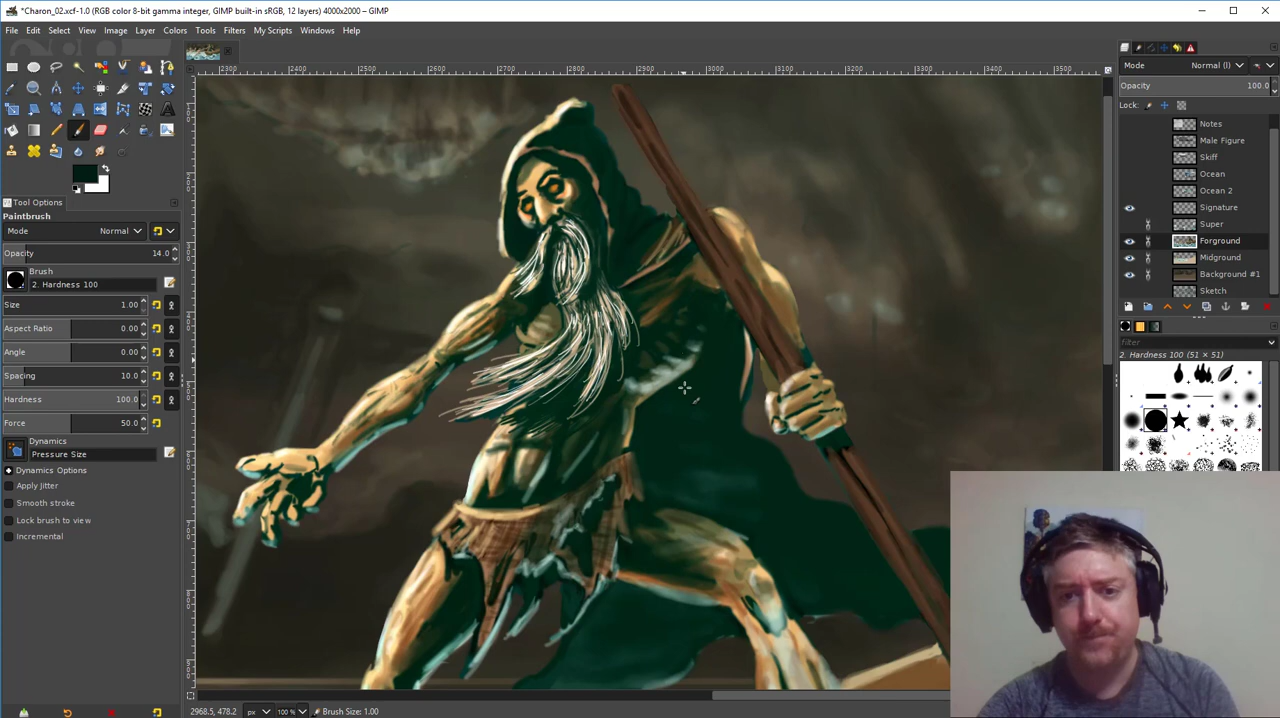 *Charon_02.xcf-1.0 (RGB color 8-bit gamma integer, GIMP built-in sRGB, 12 layers) 4000x2000 – GIMP
File Edit Select View Image Layer Colors Tools Filters My Scripts Windows Help
2300 2400 2500 2600 2700 2800 2900 3000 3100 3200 3300 3400 3500
Tool Options
Paintbrush
Mode Normal
Opacity 14.0
Brush
2. Hardness 100
Size 1.00
Aspect Ratio 0.00
Angle 0.00
Spacing 10.0
Hardness 100.0
Force 50.0
Dynamics
Pressure Size
Dynamics Options
Apply Jitter
Smooth stroke
Lock brush to view
Incremental
Mode Normal (l)
Opacity 100.0
Lock:
Notes
Male Figure
Skiff
Ocean
Ocean 2
Signature
Super
Forground
Midground
Background #1
Sketch
filter
2. Hardness 100 (51 × 51)
2968.5, 478.2 px 100 % Brush Size: 1.00